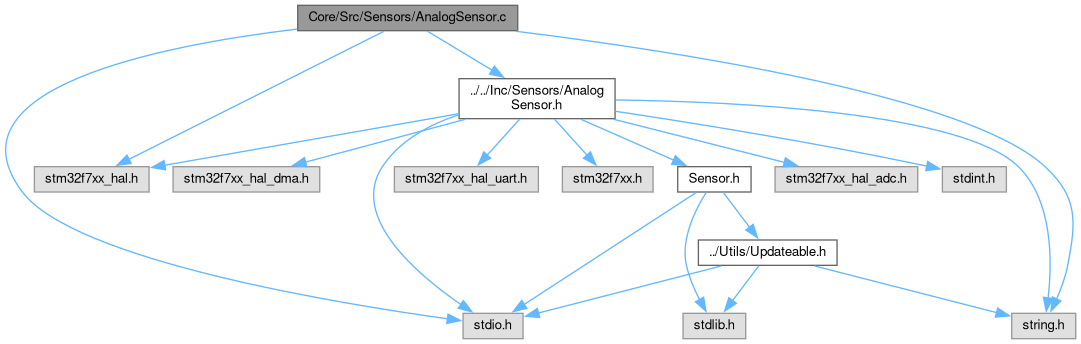 Core/Src/Sensors/AnalogSensor.c
../../Inc/Sensors/Analog
Sensor.h
stm32f7xx_hal.h
stm32f7xx_hal_dma.h
stm32f7xx_hal_uart.h
stm32f7xx.h
Sensor.h
stm32f7xx_hal_adc.h
stdint.h
../Utils/Updateable.h
stdio.h
stdlib.h
string.h